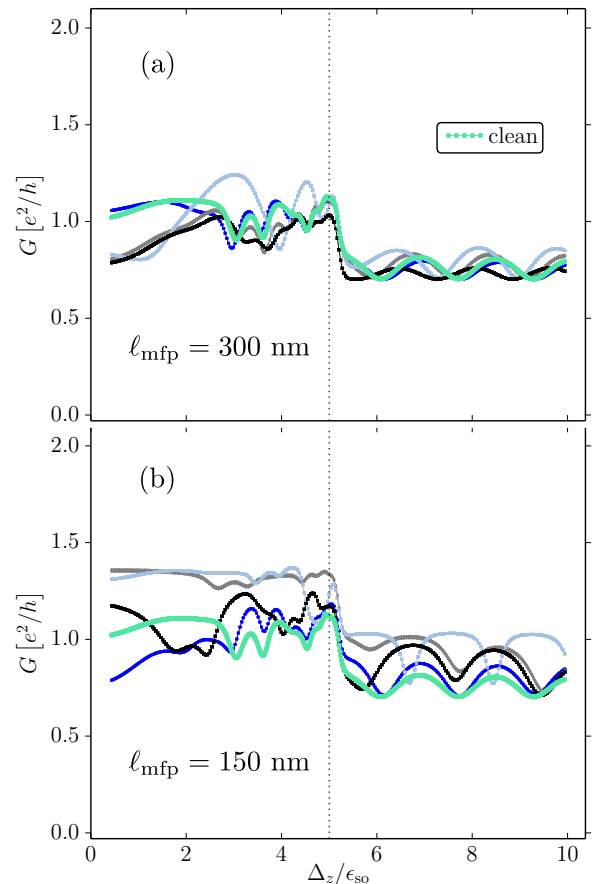 2.0
(a)
1.5
clean
G [e²/h]
1.0
0.5
ℓmfp = 300 nm
0.0
2.0
(b)
1.5
G [e²/h]
1.0
0.5
ℓmfp = 150 nm
0.0
0 2 4 6 8 10
Δz/ϵso